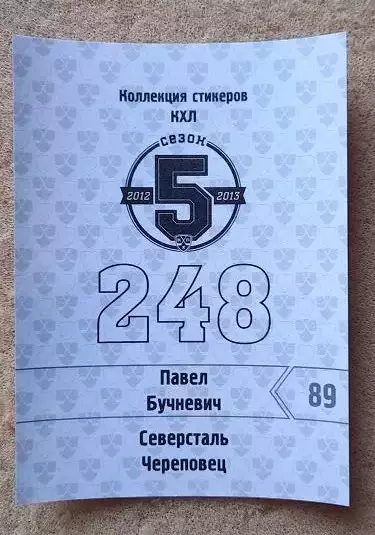 Коллекция стикеров
КХЛ
сезон
2012 5 2013
248
Павел
Бучневич
89
Северсталь
Череповец